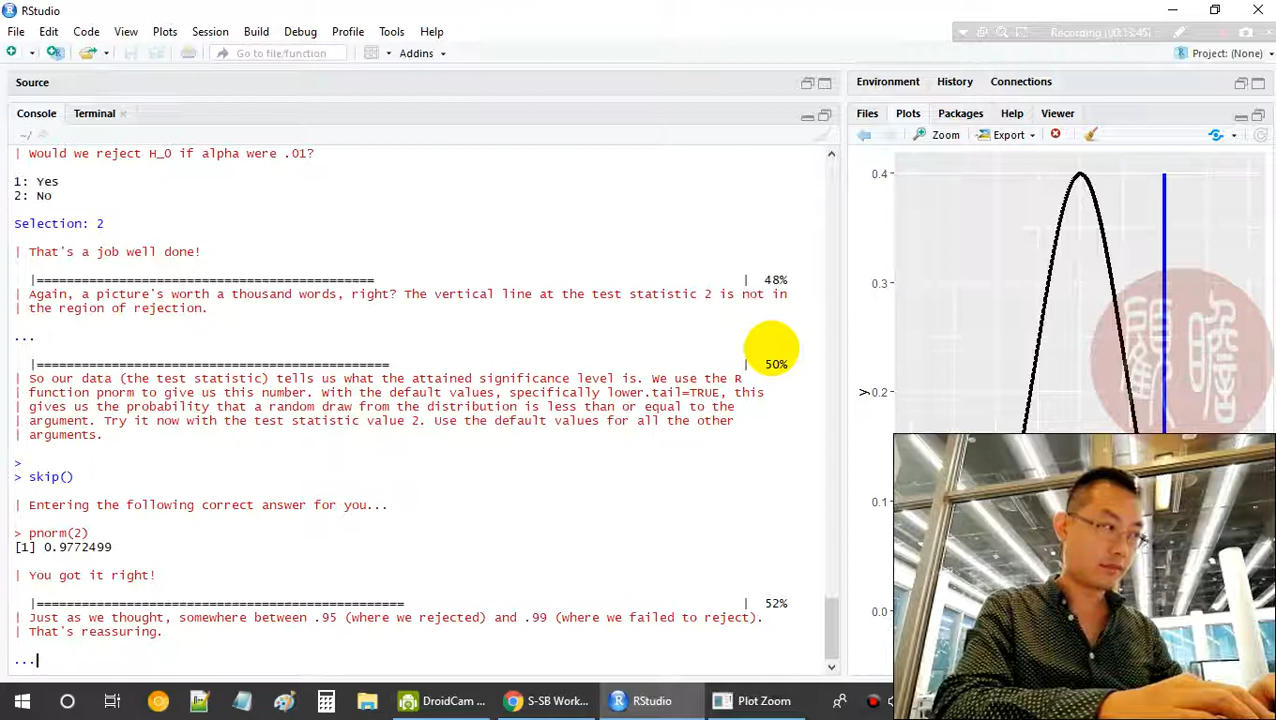 RStudio
File Edit Code View Plots Session Build Debug Profile Tools Help
Recording (00:13:45)
Go to file/function Addins
Project: (None)
Source
Environment History Connections
Console Terminal
Files Plots Packages Help Viewer
~/
Zoom Export
| Would we reject H_0 if alpha were .01?
1: Yes
2: No
Selection: 2
| That's a job well done!
|============================================= | 48%
| Again, a picture's worth a thousand words, right? The vertical line at the test statistic 2 is not in
| the region of rejection.
...
|=============================================== | 50%
| So our data (the test statistic) tells us what the attained significance level is. We use the R
| function pnorm to give us this number. With the default values, specifically lower.tail=TRUE, this
| gives us the probability that a random draw from the distribution is less than or equal to the
| argument. Try it now with the test statistic value 2. Use the default values for all the other
| arguments.
>
> skip()
| Entering the following correct answer for you...
> pnorm(2)
[1] 0.9772499
| You got it right!
|================================================= | 52%
| Just as we thought, somewhere between .95 (where we rejected) and .99 (where we failed to reject).
| That's reassuring.
...
0.4
0.3
0.2
0.1
0.0
y
DroidCam ...
S-SB Work...
RStudio
Plot Zoom